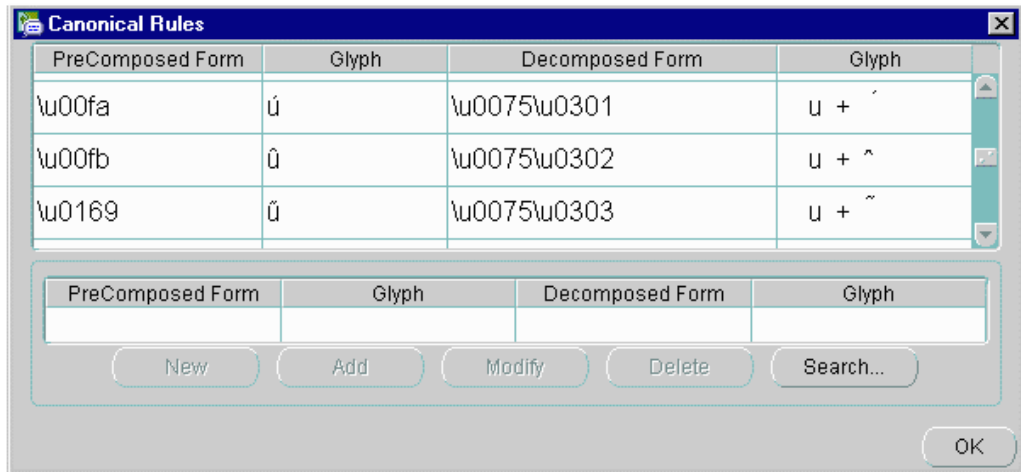 Canonical Rules
PreComposed Form Glyph Decomposed Form Glyph
\u00fa ú \u0075\u0301 u + ´
\u00fb û \u0075\u0302 u + ^
\u0169 ũ \u0075\u0303 u + ˜
PreComposed Form Glyph Decomposed Form Glyph
New Add Modify Delete Search...
OK